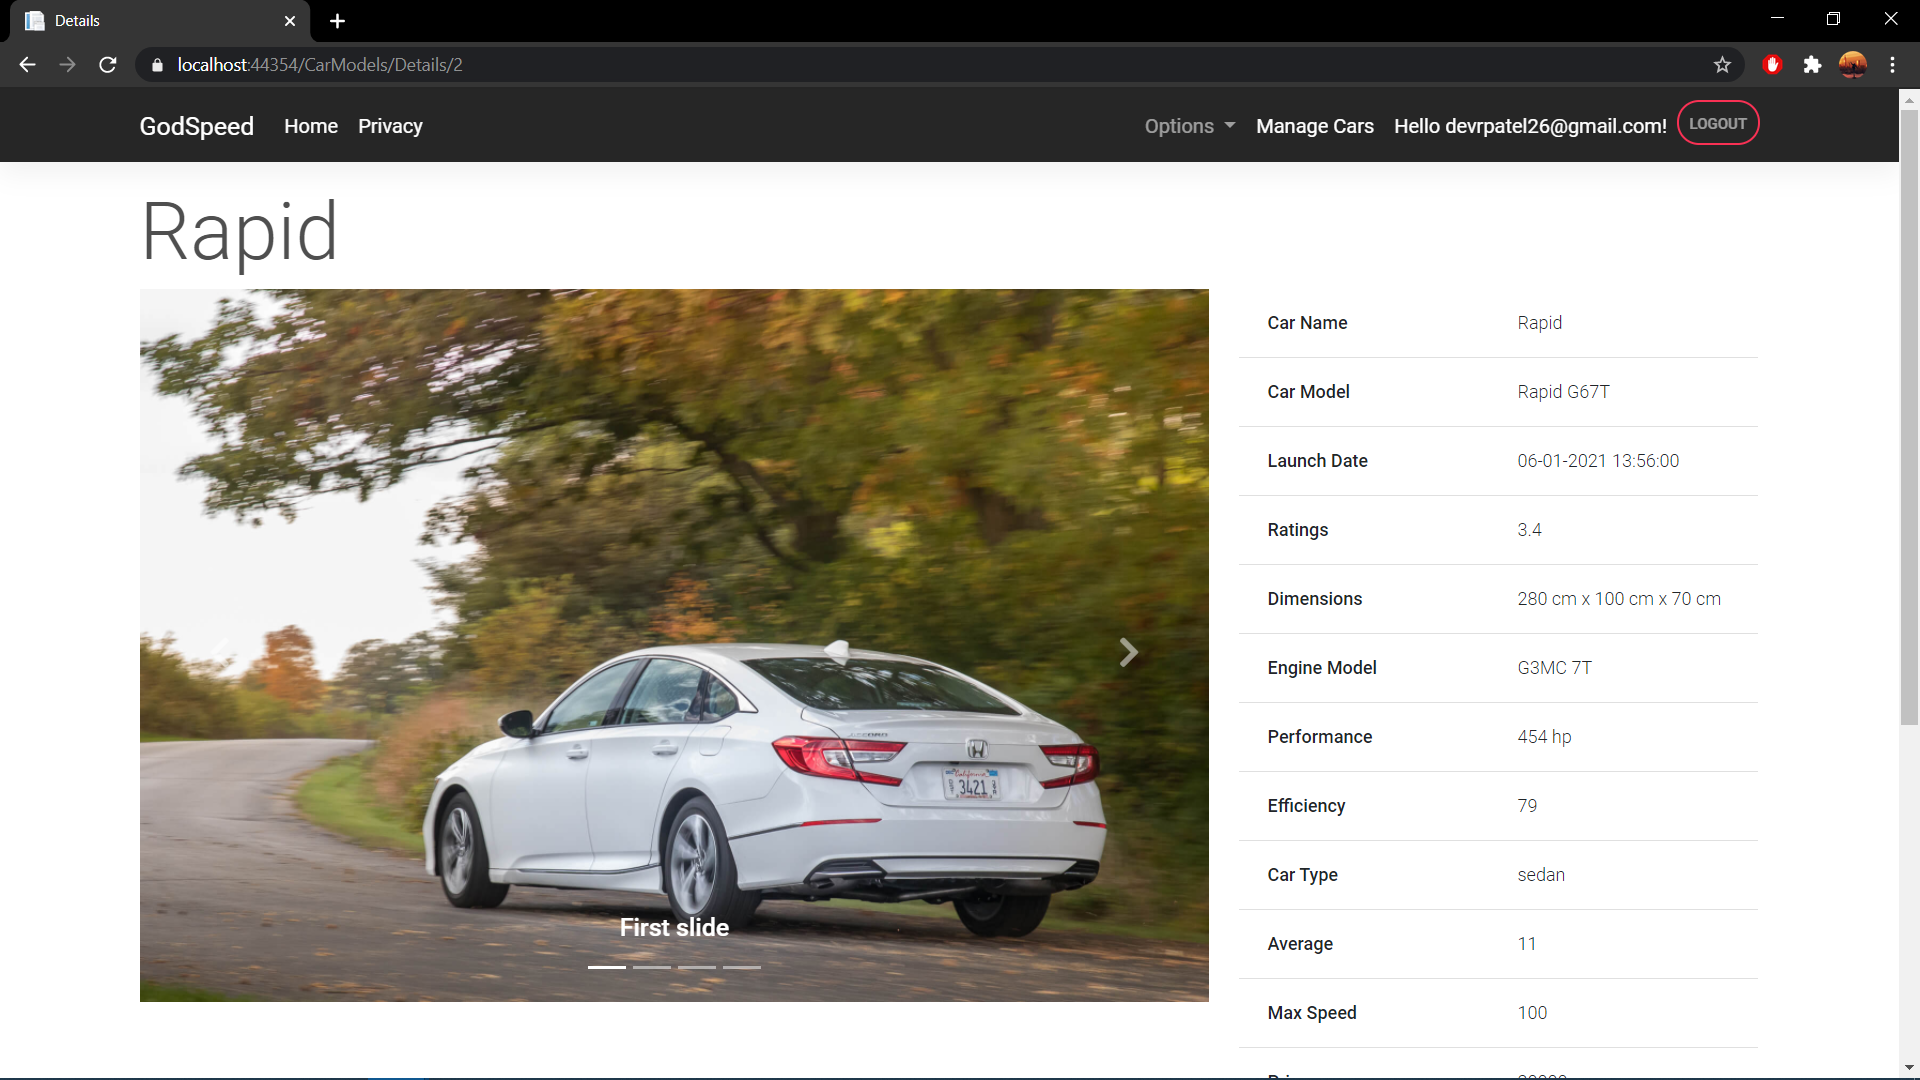 Details
localhost:44354/CarModels/Details/2
GodSpeed Home Privacy Options Manage Cars Hello devrpatel26@gmail.com! LOGOUT
Rapid
Car Name Rapid
Car Model Rapid G67T
Launch Date 06-01-2021 13:56:00
Ratings 3.4
Dimensions 280 cm x 100 cm x 70 cm
Engine Model G3MC 7T
Performance 454 hp
Efficiency 79
Car Type sedan
Average 11
Max Speed 100
ACCORD
California
3421
First slide